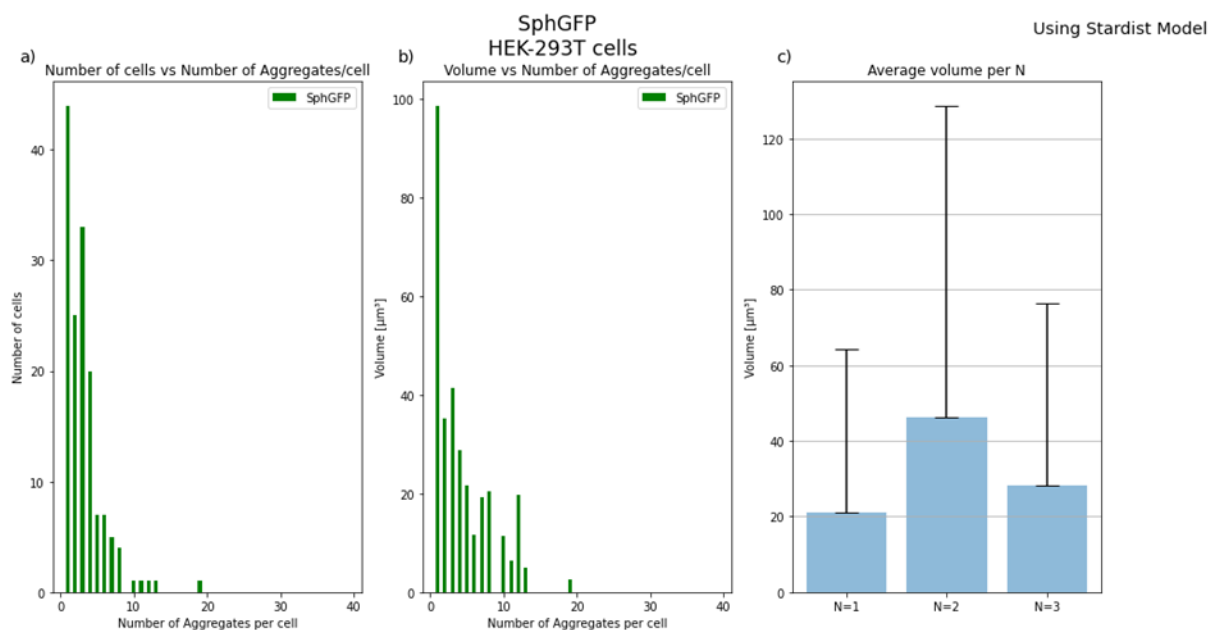 SphGFP
HEK-293T cells
Using Stardist Model
a)
Number of cells vs Number of Aggregates/cell
SphGFP
Number of cells
40
30
20
10
0
0 10 20 30 40
Number of Aggregates per cell
b)
Volume vs Number of Aggregates/cell
SphGFP
Volume [µm³]
100
80
60
40
20
0
0 10 20 30 40
Number of Aggregates per cell
c)
Average volume per N
Volume [µm³]
120
100
80
60
40
20
0
N=1 N=2 N=3